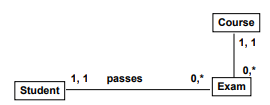 Course
1, 1
0,*
1, 1 passes 0,*
Student
Exam